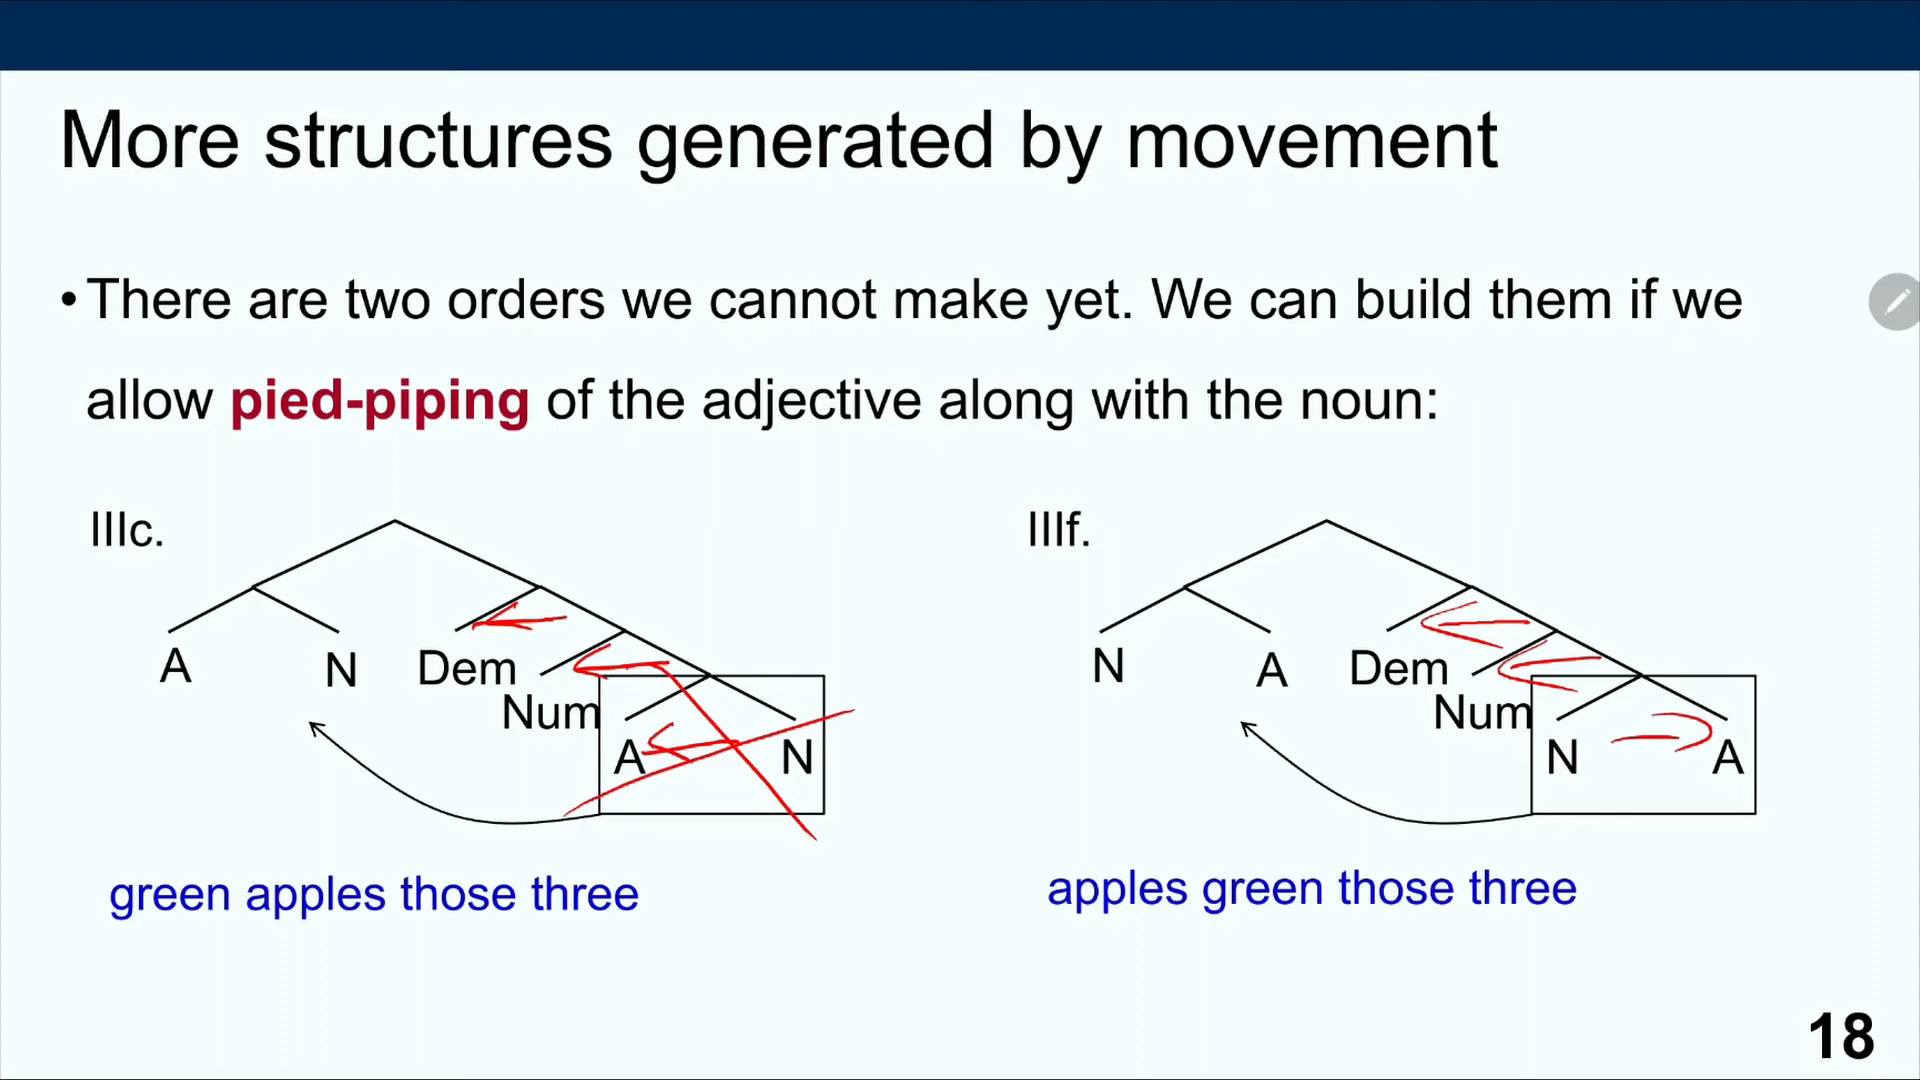 More structures generated by movement
• There are two orders we cannot make yet. We can build them if we
allow pied-piping of the adjective along with the noun:
IIIc.
A N Dem
Num
A N
green apples those three
IIIf.
N A Dem
Num
N A
apples green those three
18